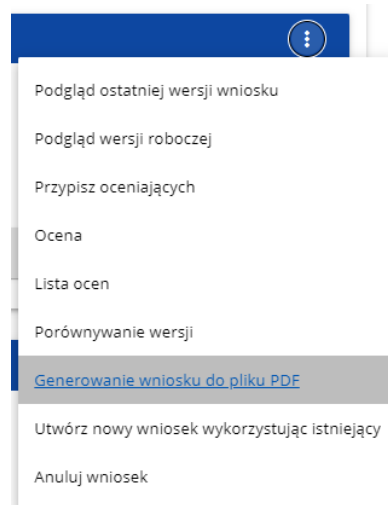 Podgląd ostatniej wersji wniosku
Podgląd wersji roboczej
Przypisz oceniających
Ocena
Lista ocen
Porównywanie wersji
Generowanie wniosku do pliku PDF
Utwórz nowy wniosek wykorzystując istniejący
Anuluj wniosek